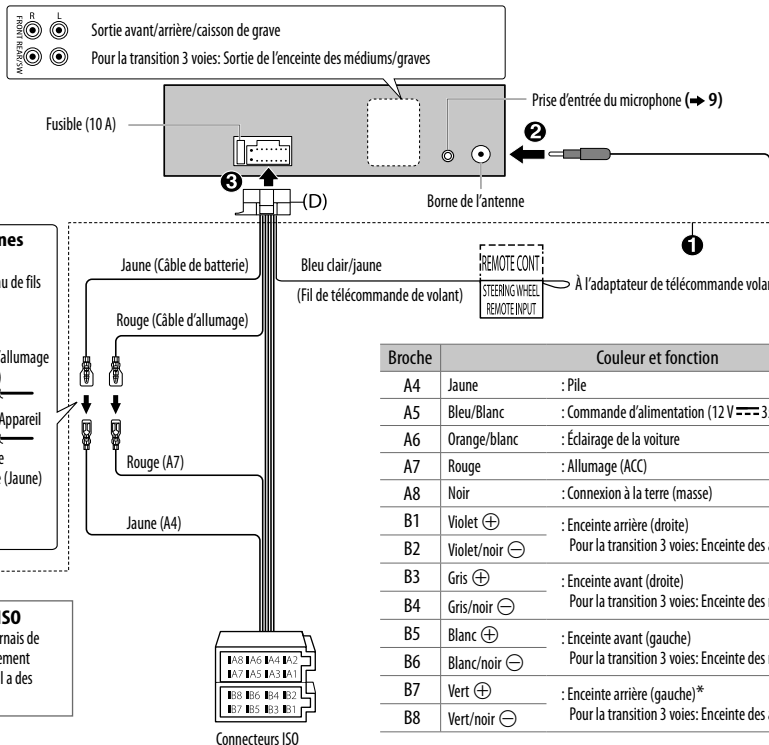 R L
FRONT REAR/SW
Sortie avant/arrière/caisson de grave
Pour la transition 3 voies: Sortie de l'enceinte des médiums/graves
Fusible (10 A)
Prise d'entrée du microphone (➔ 9)
2
3
(D)
Borne de l'antenne
1
nes
u de fils
'allumage
)
Appareil
e
e (Jaune)
Jaune (Câble de batterie)
Rouge (Câble d'allumage)
Bleu clair/jaune
(Fil de télécommande de volant)
REMOTE CONT
STEERING WHEEL
REMOTE INPUT
À l'adaptateur de télécommande volan
Rouge (A7)
Jaune (A4)
Broche Couleur et fonction
A4 Jaune : Pile
A5 Bleu/Blanc : Commande d'alimentation (12 V ⎓ 3
A6 Orange/blanc : Éclairage de la voiture
A7 Rouge : Allumage (ACC)
A8 Noir : Connexion à la terre (masse)
B1 Violet ⊕ : Enceinte arrière (droite)
B2 Violet/noir ⊖ Pour la transition 3 voies: Enceinte des a
B3 Gris ⊕ : Enceinte avant (droite)
B4 Gris/noir ⊖ Pour la transition 3 voies: Enceinte des
B5 Blanc ⊕ : Enceinte avant (gauche)
B6 Blanc/noir ⊖ Pour la transition 3 voies: Enceinte des
B7 Vert ⊕ : Enceinte arrière (gauche)*
B8 Vert/noir ⊖ Pour la transition 3 voies: Enceinte des a
ISO
rnais de
ement
l a des
A8 A6 A4 A2
A7 A5 A3 A1
B8 B6 B4 B2
B7 B5 B3 B1
Connecteurs ISO